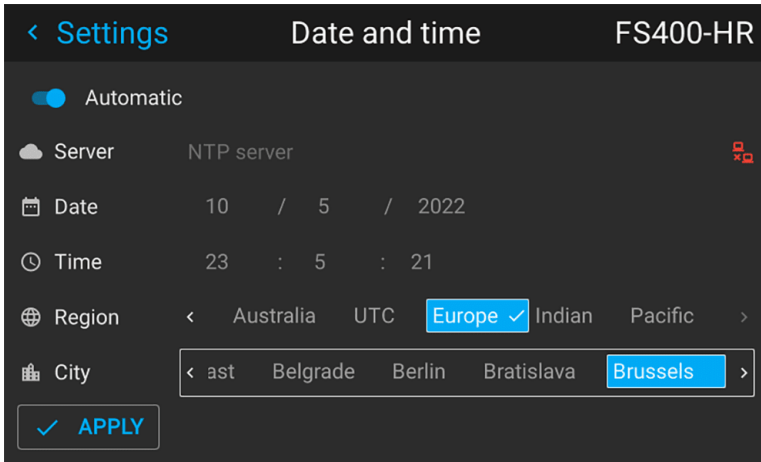 Settings Date and time FS400-HR
Automatic
Server NTP server
Date 10 / 5 / 2022
Time 23 : 5 : 21
Region Australia UTC Europe Indian Pacific
City ast Belgrade Berlin Bratislava Brussels
APPLY